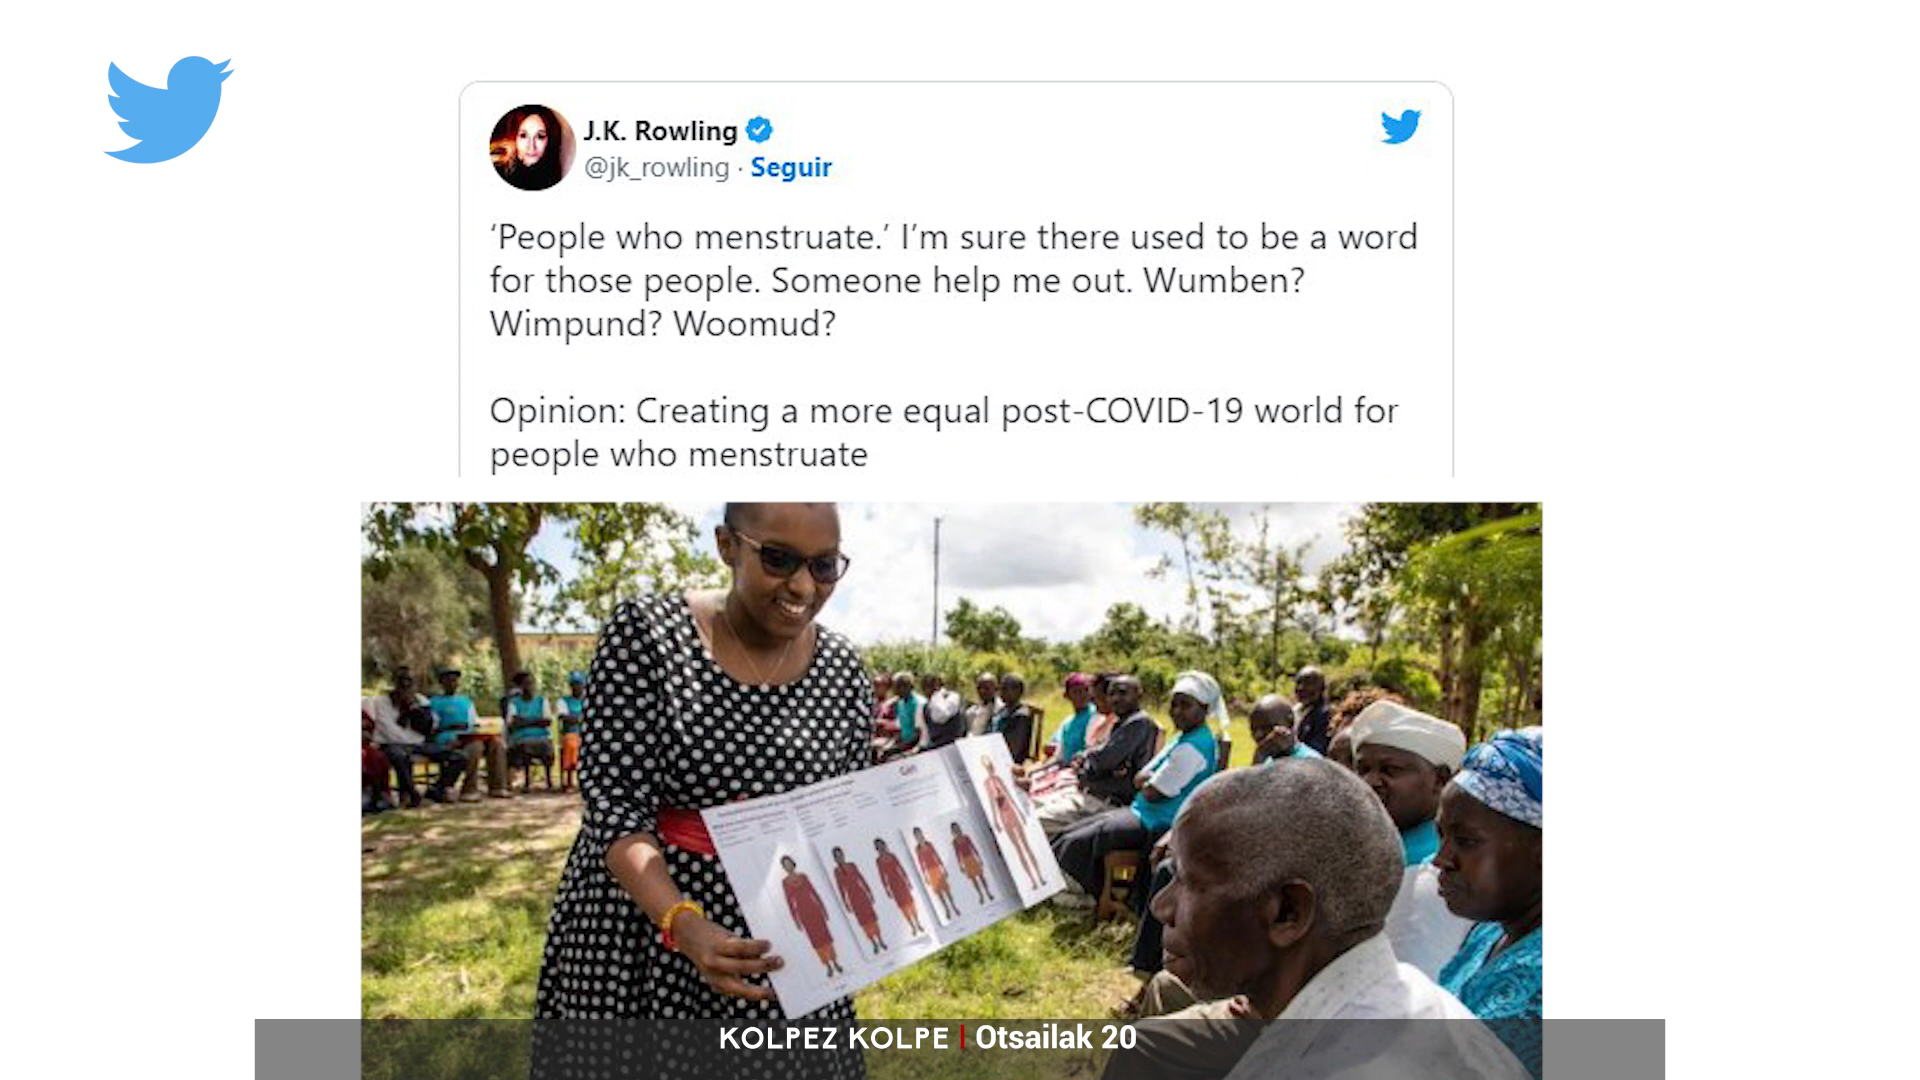 J.K. Rowling
@jk_rowling · Seguir
‘People who menstruate.’ I’m sure there used to be a word
for those people. Someone help me out. Wumben?
Wimpund? Woomud?
Opinion: Creating a more equal post-COVID-19 world for
people who menstruate
KOLPEZ KOLPE | Otsailak 20